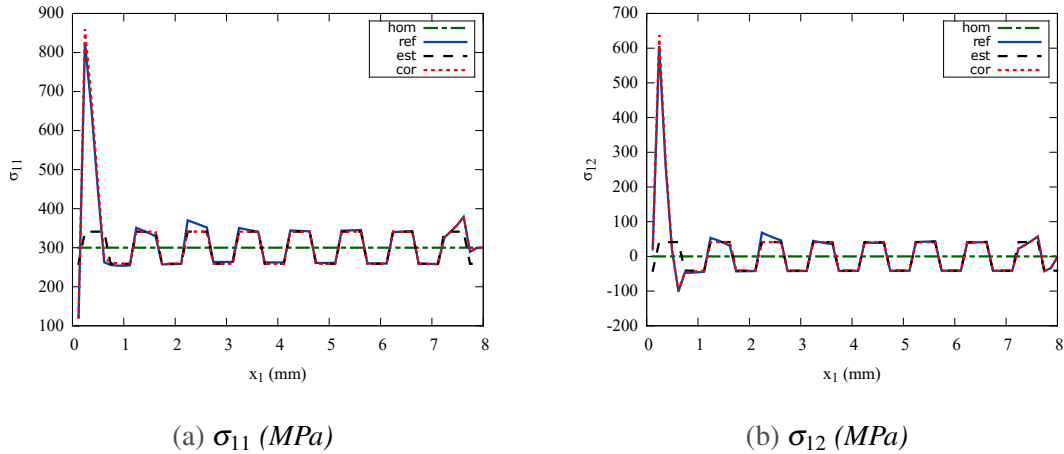 900
800
700
600
500
400
300
200
100
σ11
0 1 2 3 4 5 6 7 8
x1 (mm)
hom
ref
est
cor
(a) σ11 (MPa)
700
600
500
400
300
200
100
0
-100
-200
σ12
0 1 2 3 4 5 6 7 8
x1 (mm)
hom
ref
est
cor
(b) σ12 (MPa)